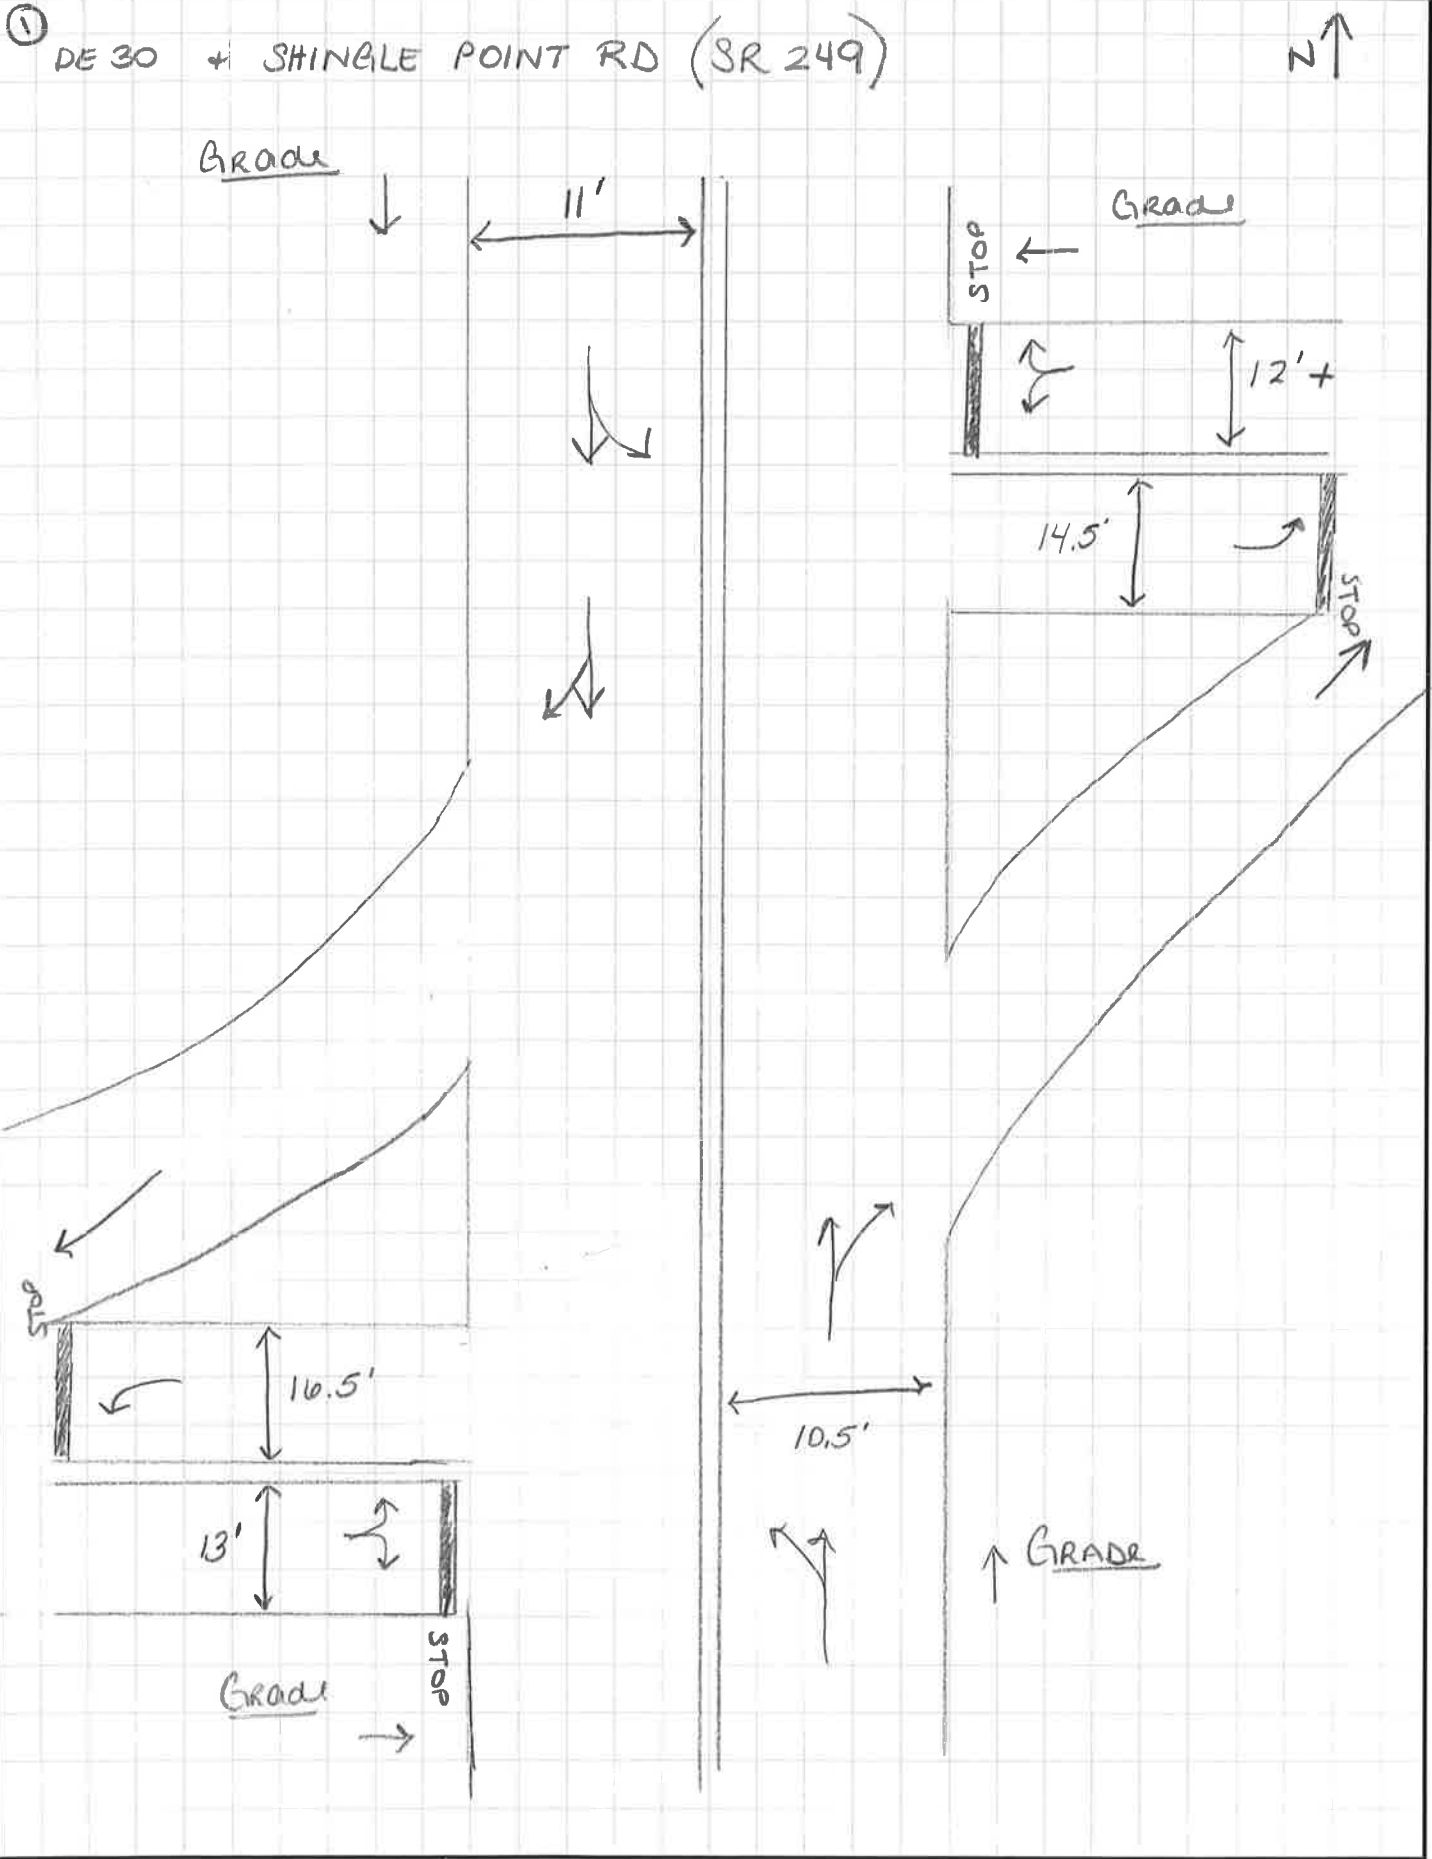 1
DE 30 + SHINGLE POINT RD (SR 249)
N
Grade
11'
Grade
STOP
12'+
14.5'
STOP
STOP
16.5'
10.5'
13'
GRADE
STOP
Grade